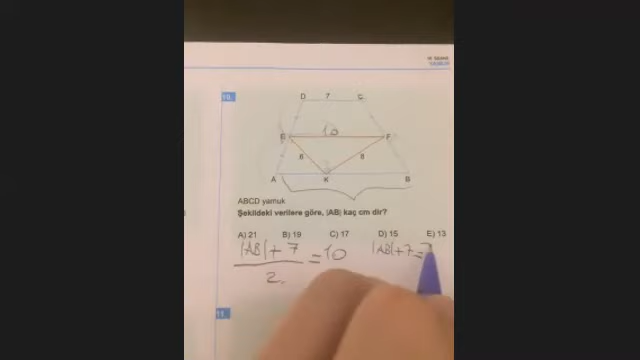 10.
D 7 C
E 10 F
6 8
A K B
ABCD yamuk
Şekildeki verilere göre, |AB| kaç cm dir?
A) 21 B) 19 C) 17 D) 15 E) 13
|AB| + 7 = 10 |AB| + 7 =
2
11.